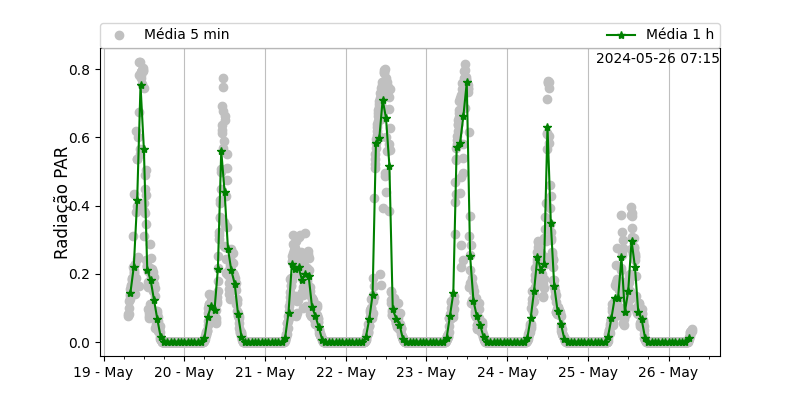 Média 5 min
Média 1 h
2024-05-26 07:15
Radiação PAR
0.8
0.6
0.4
0.2
0.0
19 - May
20 - May
21 - May
22 - May
23 - May
24 - May
25 - May
26 - May